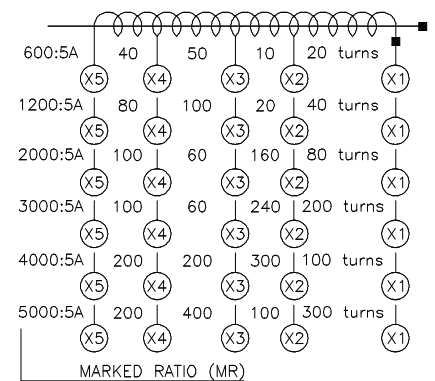 600:5A 40 50 10 20 turns
X5 X4 X3 X2 X1
1200:5A 80 100 20 40 turns
X5 X4 X3 X2 X1
2000:5A 100 60 160 80 turns
X5 X4 X3 X2 X1
3000:5A 100 60 240 200 turns
X5 X4 X3 X2 X1
4000:5A 200 200 300 100 turns
X5 X4 X3 X2 X1
5000:5A 200 400 100 300 turns
X5 X4 X3 X2 X1
MARKED RATIO (MR)